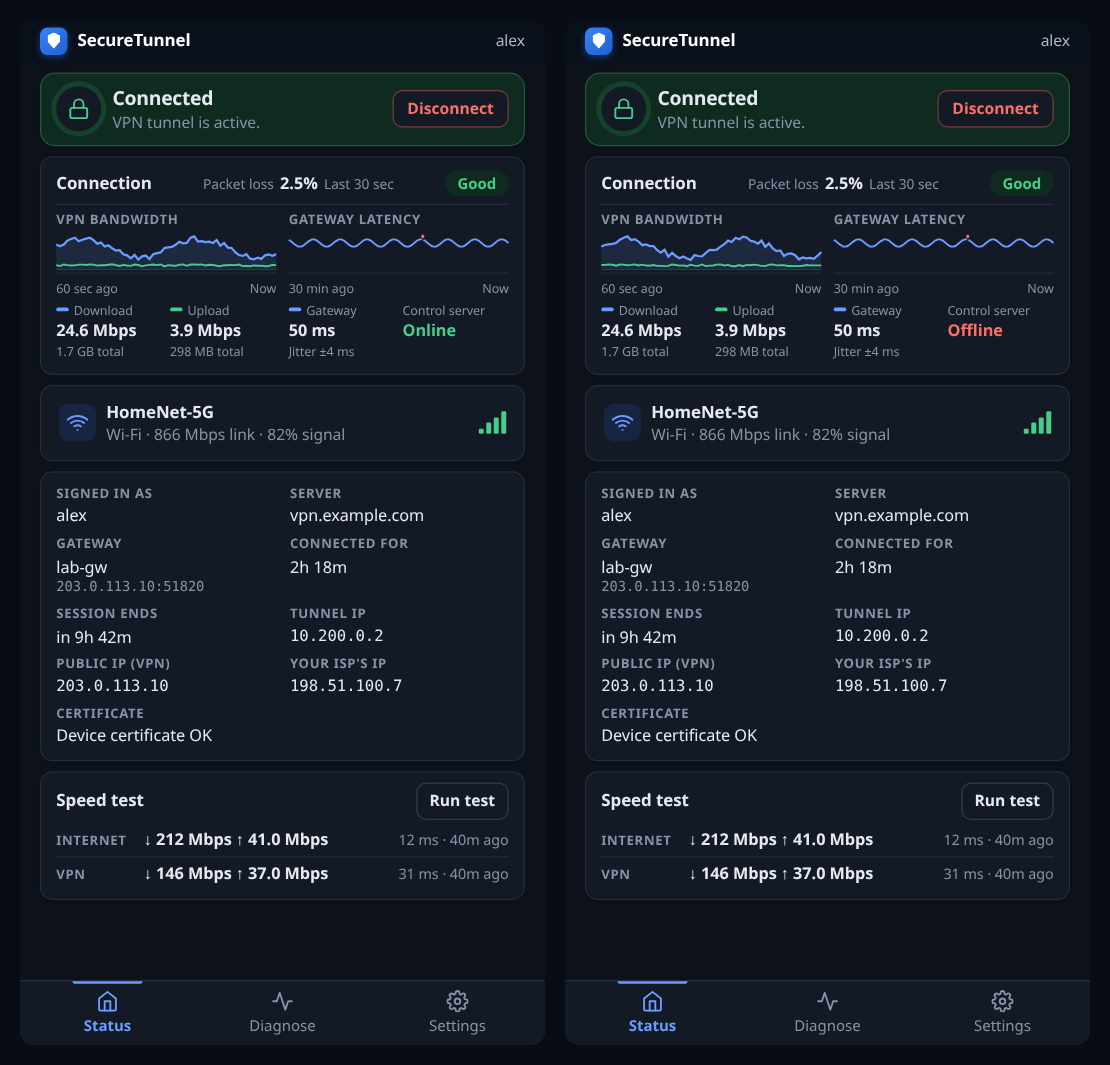 SecureTunnel alex
Connected
VPN tunnel is active.
Disconnect
Connection Packet loss 2.5% Last 30 sec Good
VPN BANDWIDTH GATEWAY LATENCY
60 sec ago Now 30 min ago Now
Download Upload Gateway Control server
24.6 Mbps 3.9 Mbps 50 ms Online
1.7 GB total 298 MB total Jitter ±4 ms
HomeNet-5G
Wi-Fi · 866 Mbps link · 82% signal
SIGNED IN AS SERVER
alex vpn.example.com
GATEWAY CONNECTED FOR
lab-gw 2h 18m
203.0.113.10:51820
SESSION ENDS TUNNEL IP
in 9h 42m 10.200.0.2
PUBLIC IP (VPN) YOUR ISP'S IP
203.0.113.10 198.51.100.7
CERTIFICATE
Device certificate OK
Speed test Run test
INTERNET ↓ 212 Mbps ↑ 41.0 Mbps 12 ms · 40m ago
VPN ↓ 146 Mbps ↑ 37.0 Mbps 31 ms · 40m ago
Status Diagnose Settings
SecureTunnel alex
Connected
VPN tunnel is active.
Disconnect
Connection Packet loss 2.5% Last 30 sec Good
VPN BANDWIDTH GATEWAY LATENCY
60 sec ago Now 30 min ago Now
Download Upload Gateway Control server
24.6 Mbps 3.9 Mbps 50 ms Offline
1.7 GB total 298 MB total Jitter ±4 ms
HomeNet-5G
Wi-Fi · 866 Mbps link · 82% signal
SIGNED IN AS SERVER
alex vpn.example.com
GATEWAY CONNECTED FOR
lab-gw 2h 18m
203.0.113.10:51820
SESSION ENDS TUNNEL IP
in 9h 42m 10.200.0.2
PUBLIC IP (VPN) YOUR ISP'S IP
203.0.113.10 198.51.100.7
CERTIFICATE
Device certificate OK
Speed test Run test
INTERNET ↓ 212 Mbps ↑ 41.0 Mbps 12 ms · 40m ago
VPN ↓ 146 Mbps ↑ 37.0 Mbps 31 ms · 40m ago
Status Diagnose Settings